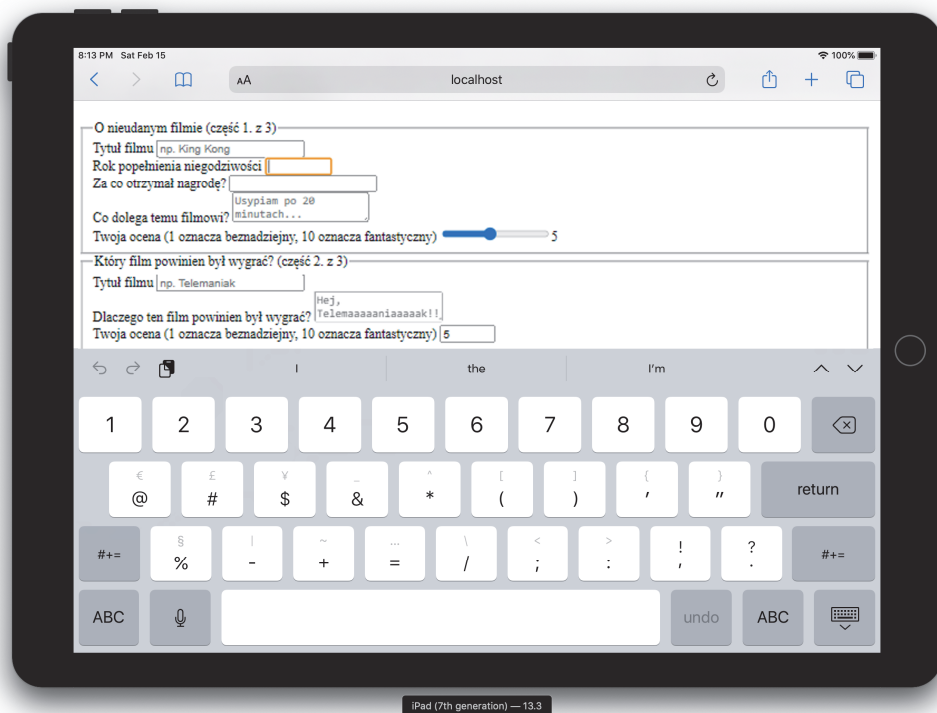 8:13 PM Sat Feb 15 100%
AA localhost
O nieudanym filmie (część 1. z 3)
Tytuł filmu np. King Kong
Rok popełnienia niegodziwości
Za co otrzymał nagrodę?
Usypiam po 20
minutach...
Co dolega temu filmowi?
Twoja ocena (1 oznacza beznadziejny, 10 oznacza fantastyczny) 5
Który film powinien był wygrać? (część 2. z 3)
Tytuł filmu np. Telemaniak
Hej,
Telemaaaaaniaaaaak!!
Dlaczego ten film powinien był wygrać?
Twoja ocena (1 oznacza beznadziejny, 10 oznacza fantastyczny) 5
I the I'm
1 2 3 4 5 6 7 8 9 0
€ £ ¥ _ ^ [ ] { }
@ # $ & * ( ) ' " return
§ | ~ … \ < > ! ?
#+= % - + = / ; : , . #+=
ABC undo ABC
iPad (7th generation) — 13.3